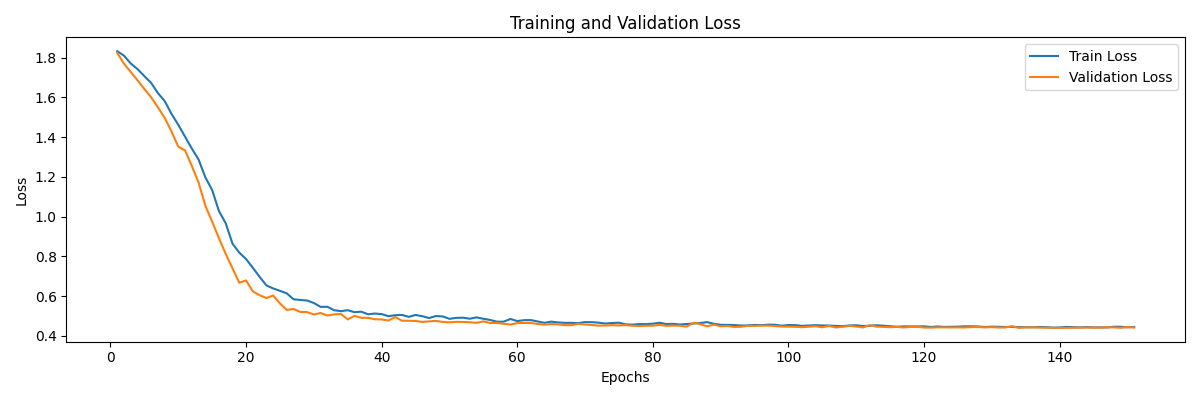 Training and Validation Loss
Train Loss
Validation Loss
Loss
1.8
1.6
1.4
1.2
1.0
0.8
0.6
0.4
0 20 40 60 80 100 120 140
Epochs